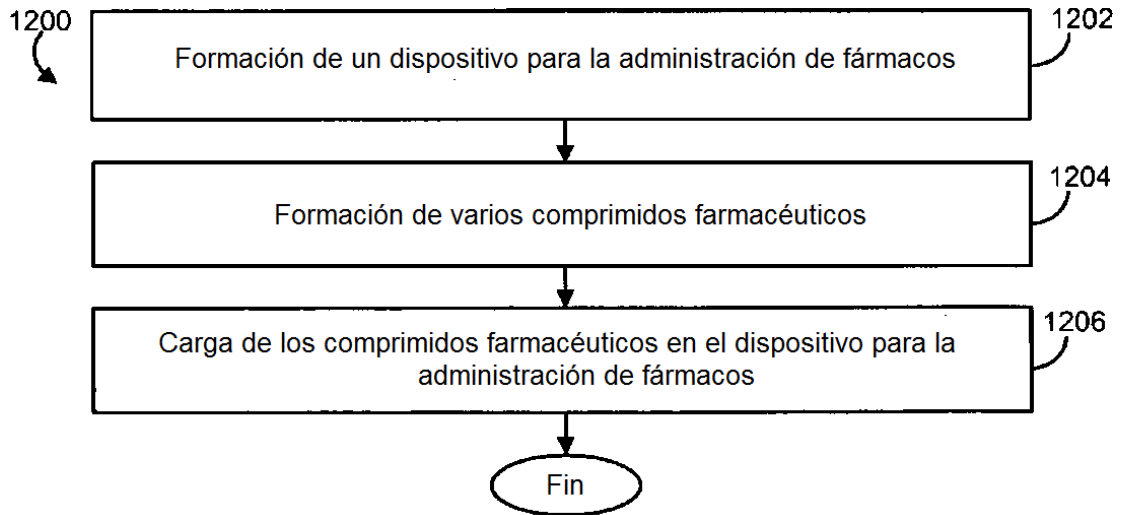 1200
1202
Formación de un dispositivo para la administración de fármacos
1204
Formación de varios comprimidos farmacéuticos
1206
Carga de los comprimidos farmacéuticos en el dispositivo para la
administración de fármacos
Fin